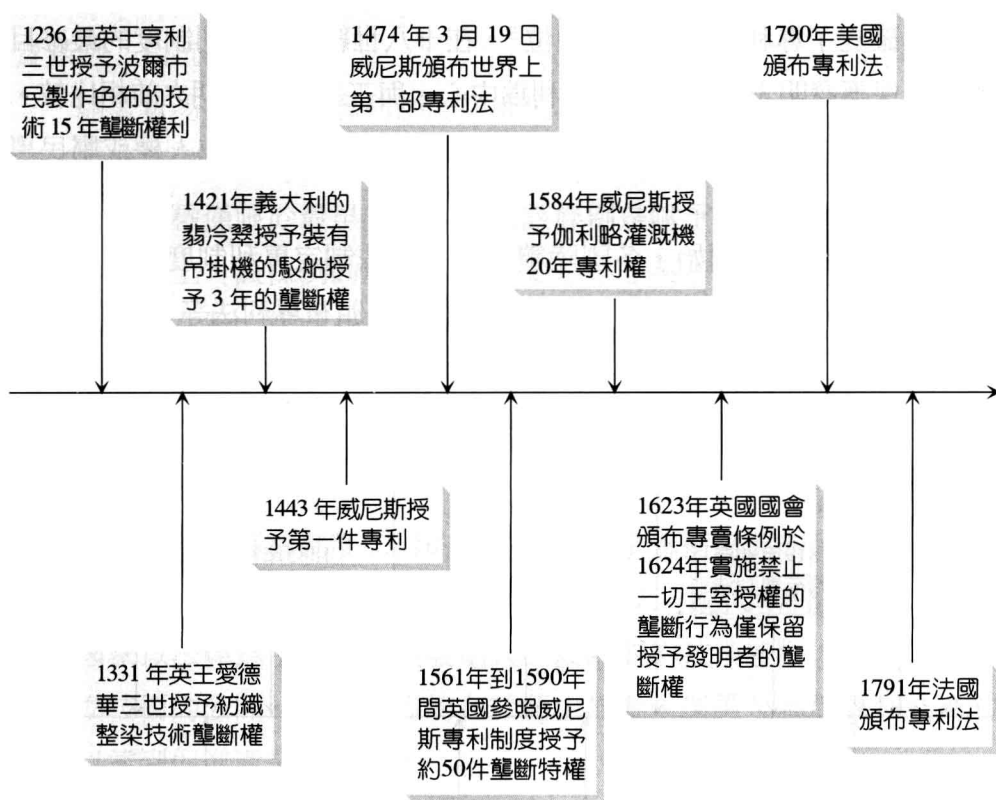 1236年英王亨利
三世授予波爾市
民製作色布的技
術15年壟斷權利
1474 年 3 月 19 日
威尼斯頒布世界上
第一部專利法
1790年美國
頒布專利法
1421年義大利的
翡冷翠授予裝有
吊掛機的駁船授
予 3 年的壟斷權
1584年威尼斯授
予伽利略灌溉機
20年專利權
1443 年威尼斯授
予第一件專利
1623年英國國會
頒布專賣條例於
1624年實施禁止
一切王室授權的
壟斷行為僅保留
授予發明者的壟
斷權
1331 年英王愛德
華三世授予紡織
整染技術壟斷權
1561年到1590年
間英國參照威尼
斯專利制度授予
約50件壟斷特權
1791年法國
頒布專利法